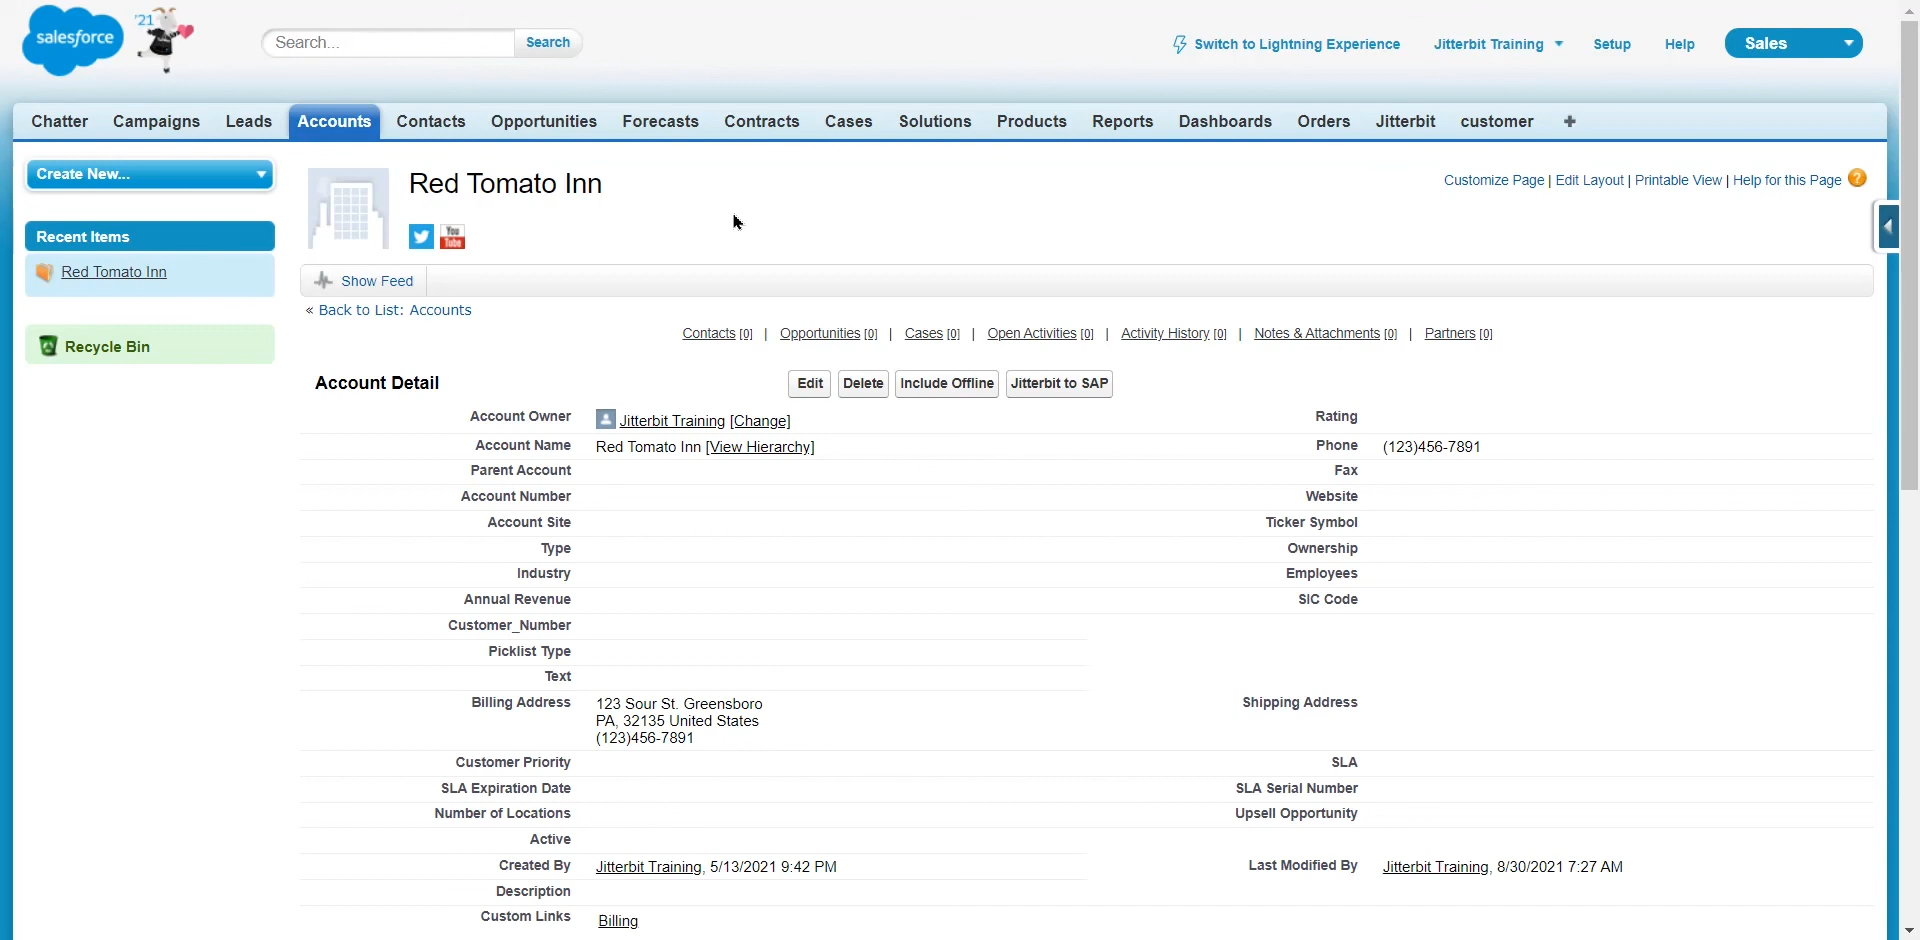 salesforce
'21
Search...
Search
Switch to Lightning Experience
Jitterbit Training
Setup
Help
Sales
Chatter
Campaigns
Leads
Accounts
Contacts
Opportunities
Forecasts
Contracts
Cases
Solutions
Products
Reports
Dashboards
Orders
Jitterbit
customer
+
Create New...
Recent Items
Red Tomato Inn
Recycle Bin
Red Tomato Inn
You Tube
Customize Page | Edit Layout | Printable View | Help for this Page ?
Show Feed
« Back to List: Accounts
Contacts [0] | Opportunities [0] | Cases [0] | Open Activities [0] | Activity History [0] | Notes & Attachments [0] | Partners [0]
Account Detail
Edit
Delete
Include Offline
Jitterbit to SAP
Account Owner Jitterbit Training [Change]
Rating
Account Name Red Tomato Inn [View Hierarchy]
Phone (123)456-7891
Parent Account
Fax
Account Number
Website
Account Site
Ticker Symbol
Type
Ownership
Industry
Employees
Annual Revenue
SIC Code
Customer_Number
Picklist Type
Text
Billing Address 123 Sour St. Greensboro
PA, 32135 United States
(123)456-7891
Shipping Address
Customer Priority
SLA
SLA Expiration Date
SLA Serial Number
Number of Locations
Upsell Opportunity
Active
Created By Jitterbit Training, 5/13/2021 9:42 PM
Last Modified By Jitterbit Training, 8/30/2021 7:27 AM
Description
Custom Links Billing